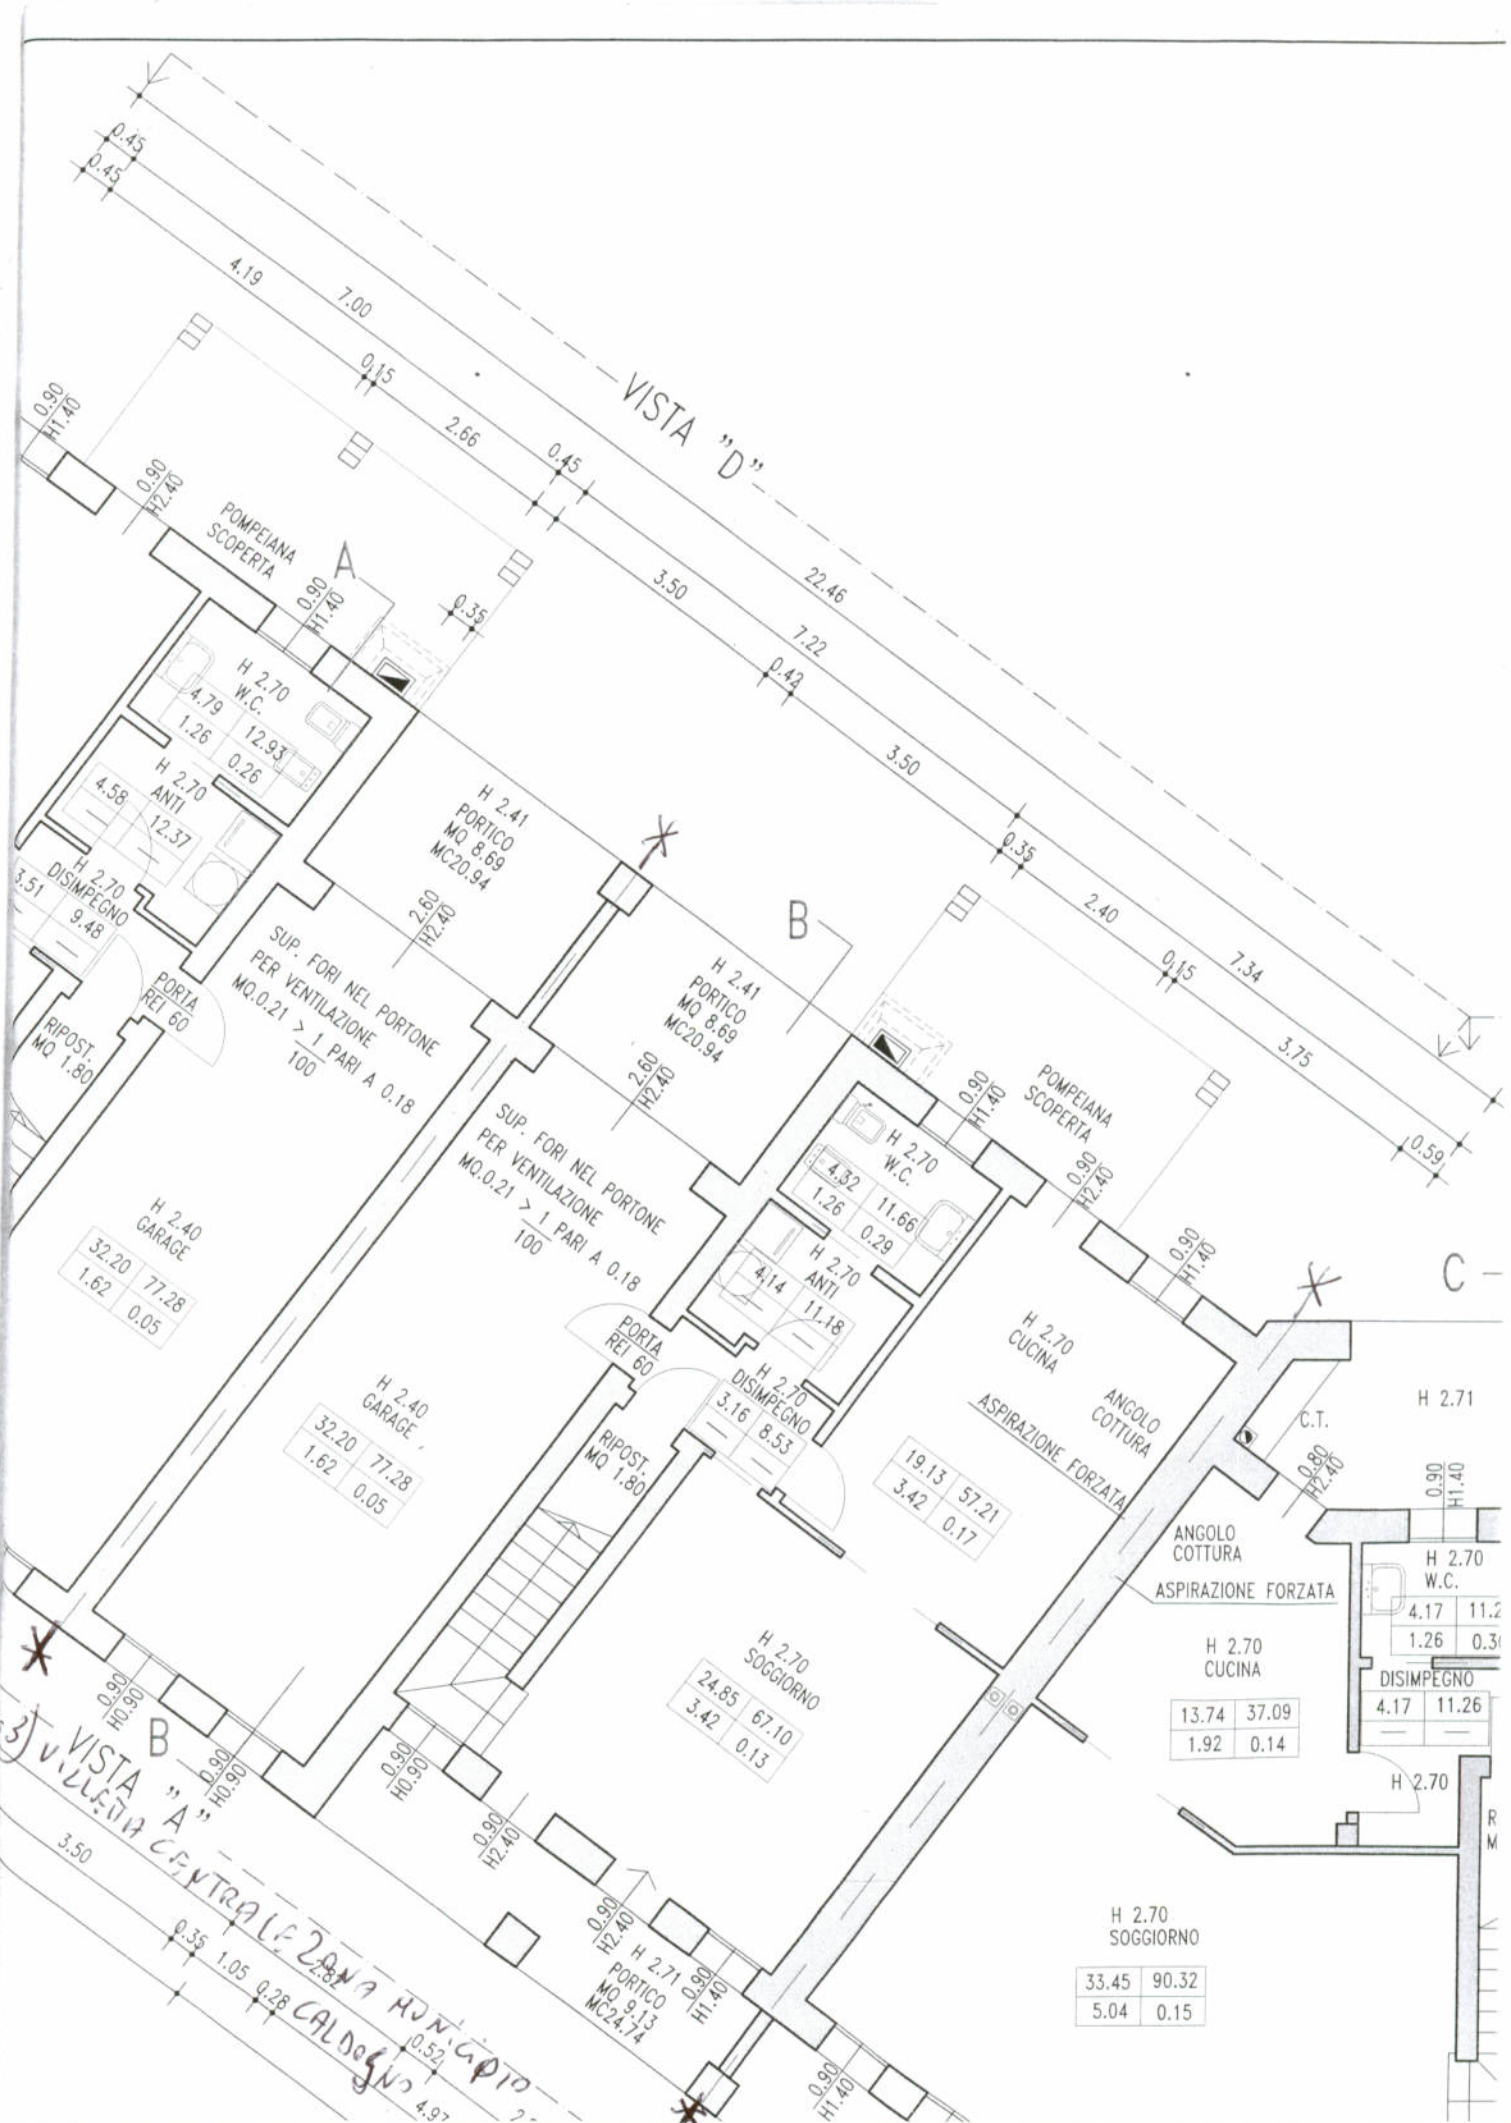 0.45
0.45
4.19
7.00
0.15
2.66
0.45
VISTA "D"
3.50
22.46
7.22
0.42
3.50
0.35
2.40
7.34
0.15
3.75
0.59
0.90
H1.40
0.90
H2.40
POMPEIANA
SCOPERTA
A
0.90
H1.40
0.35
H 2.70
W.C.
4.79 12.93
1.26 0.26
H 2.70
ANTI
4.58 12.37
H 2.70
DISIMPEGNO
3.51 9.48
PORTA
REI 60
RIPOST.
MQ 1.80
H 2.41
PORTICO
MQ 8.69
MC20.94
2.60
H2.40
SUP. FORI NEL PORTONE
PER VENTILAZIONE
MQ.0.21 > 1 PARI A 0.18
100
H 2.40
GARAGE
32.20 77.28
1.62 0.05
B
H 2.41
PORTICO
MQ 8.69
MC20.94
2.60
H2.40
SUP. FORI NEL PORTONE
PER VENTILAZIONE
MQ.0.21 > 1 PARI A 0.18
100
H 2.40
GARAGE
32.20 77.28
1.62 0.05
0.90
H1.40
POMPEIANA
SCOPERTA
0.90
H2.40
0.90
H1.40
H 2.70
W.C.
4.32 11.66
1.26 0.29
H 2.70
ANTI
4.14 11.18
PORTA
REI 60
H 2.70
DISIMPEGNO
3.16 8.53
RIPOST.
MQ 1.80
H 2.70
CUCINA
ANGOLO
COTTURA
ASPIRAZIONE FORZATA
19.13 57.21
3.42 0.17
C
H 2.71
C.T.
0.80
H2.40
0.90
H1.40
ANGOLO
COTTURA
ASPIRAZIONE FORZATA
H 2.70
W.C.
4.17 11.2
1.26
H 2.70
CUCINA
13.74 37.09
1.92 0.14
DISIMPEGNO
4.17 11.26
H 2.70
R
M
H 2.70
SOGGIORNO
24.85 67.10
3.42 0.13
H 2.70
SOGGIORNO
33.45 90.32
5.04 0.15
0.90
H0.90
B
0.90
H0.90
0.90
H0.90
0.90
H2.40
0.90
H2.40
H 2.71
PORTICO
MQ 9.13
MC24.74
0.90
H1.40
0.90
H1.40
VISTA "A"
3) VILLETTA CENTRALE ZONA MUNICIPIO
CALDOGNO
3.50
0.35
1.05
0.28
2.82
0.52
4.97